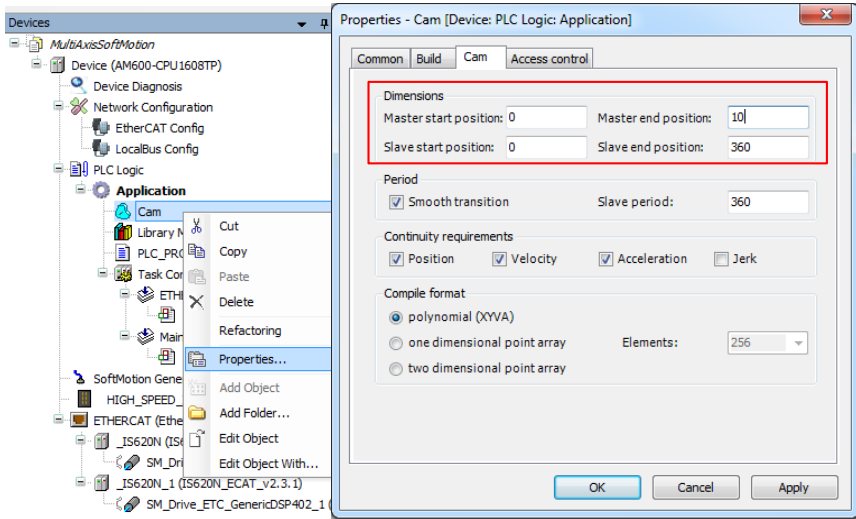 Devices
MultiAxisSoftMotion
Device (AM600-CPU1608TP)
Device Diagnosis
Network Configuration
EtherCAT Config
LocalBus Config
PLC Logic
Application
Cam
Library M
PLC_PRG
Task Cor
ETHE
Main
SoftMotion Gene
HIGH_SPEED_
ETHERCAT (Ethe
_IS620N (IS6
SM_Dri
_IS620N_1 (IS620N_ECAT_v2.3.1)
SM_Drive_ETC_GenericDSP402_1 (
Cut
Copy
Paste
Delete
Refactoring
Properties...
Add Object
Add Folder...
Edit Object
Edit Object With...
Properties - Cam [Device: PLC Logic: Application]
Common Build Cam Access control
Dimensions
Master start position: 0 Master end position: 10
Slave start position: 0 Slave end position: 360
Period
Smooth transition Slave period: 360
Continuity requirements
Position Velocity Acceleration Jerk
Compile format
polynomial (XYVA)
one dimensional point array Elements: 256
two dimensional point array
OK Cancel Apply